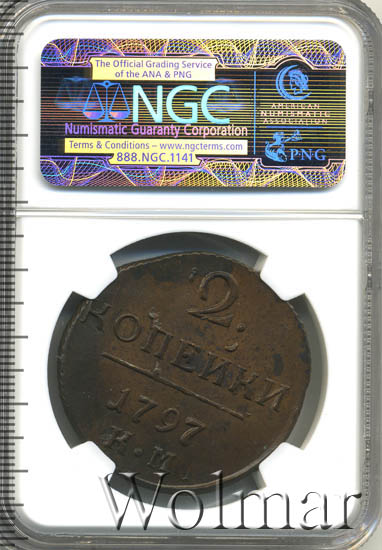 The Official Grading Service
of the ANA & PNG
NGC
Numismatic Guaranty Corporation
Terms & Conditions – www.ngcterms.com
888.NGC.1141
AMERICAN
NUMISMATIC
ASSOCIATION
PNG
2
КОПЕЙКИ
1797
К.М.
Wolmar